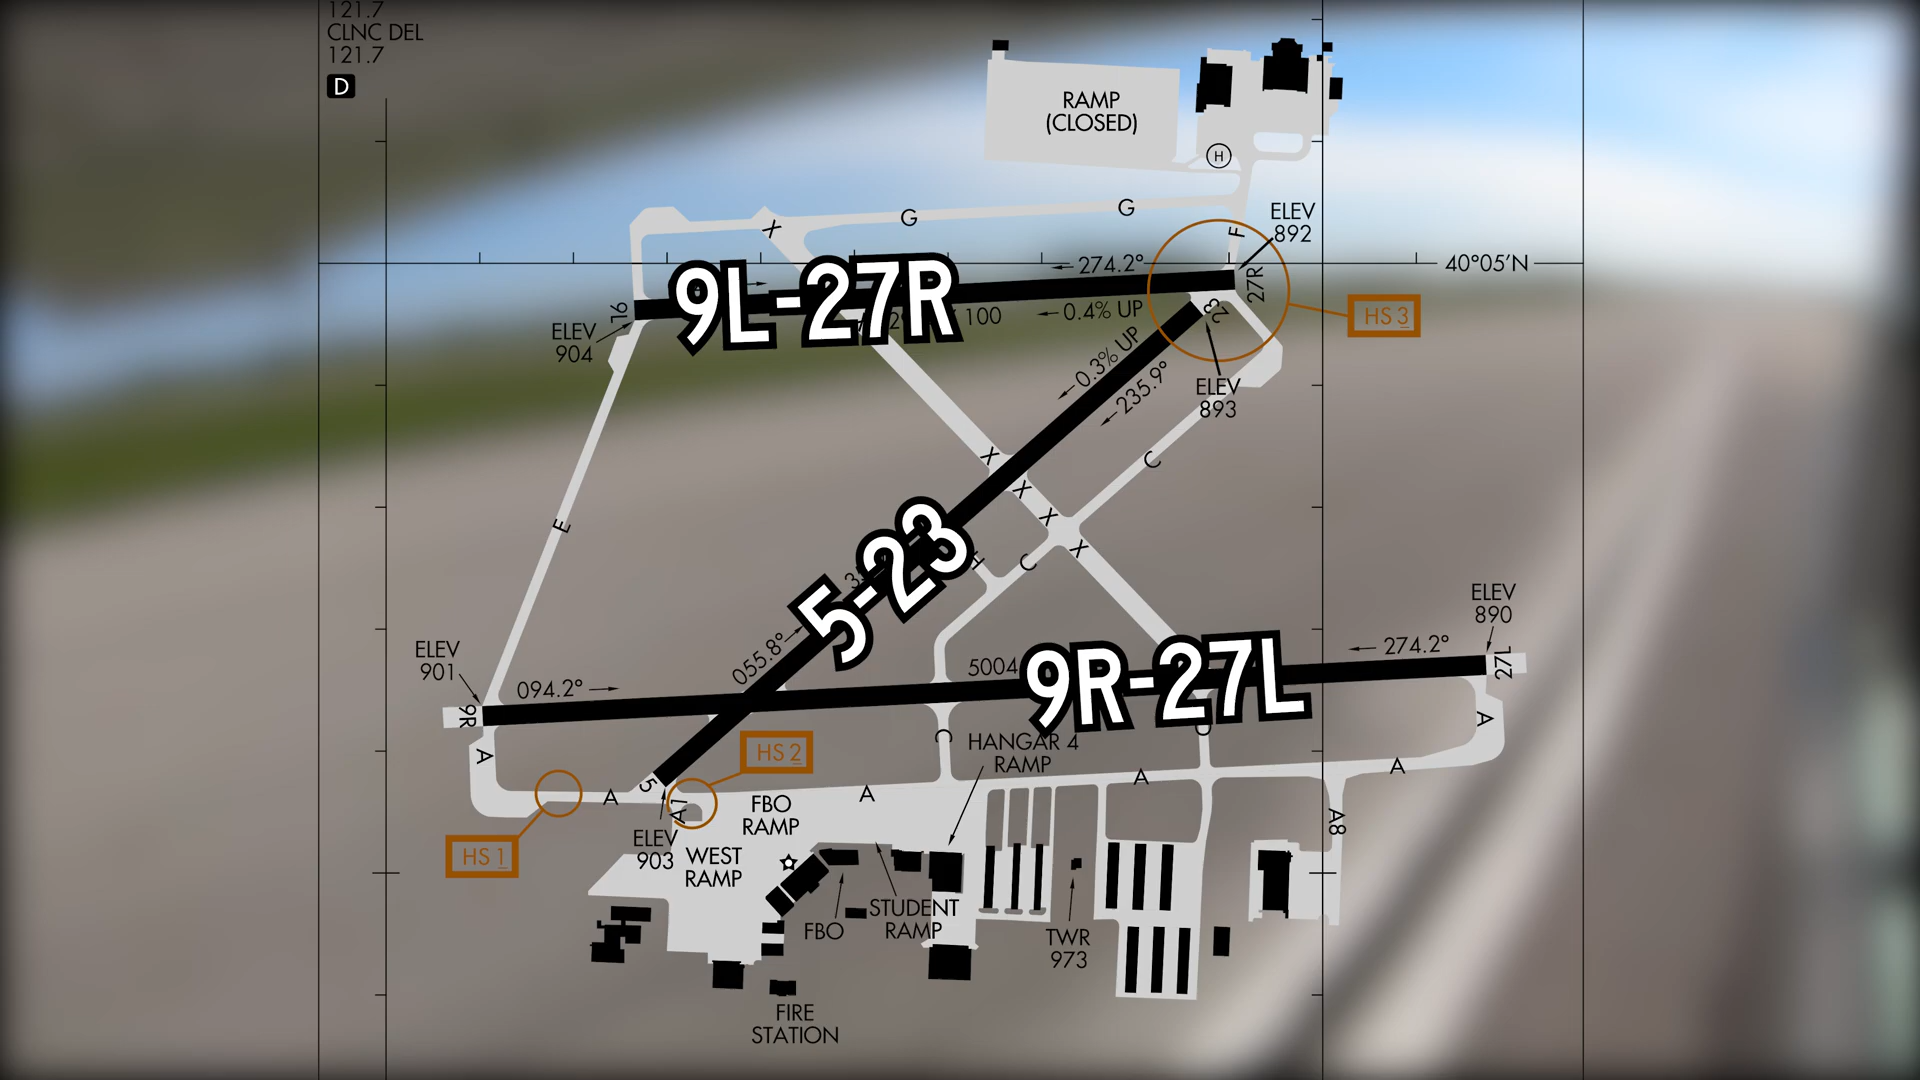 121.7
CLNC DEL
121.7
D
RAMP
(CLOSED)
H
G
G
X
F
ELEV
892
274.2°
40°05'N
9L-27R
9L
27R
100
0.4% UP
HS 3
ELEV
904
23
0.3% UP
235.9°
ELEV
893
X
C
X
X
X
E
5-23
H
C
ELEV
890
ELEV
901
055.8°
274.2°
094.2°
5004
9R-27L
27L
9R
A
A
C
D
HS 2
HANGAR 4
RAMP
5
A
A
A
A
A1
FBO
RAMP
A8
ELEV
903
HS 1
WEST
RAMP
STUDENT
RAMP
FBO
TWR
973
FIRE
STATION